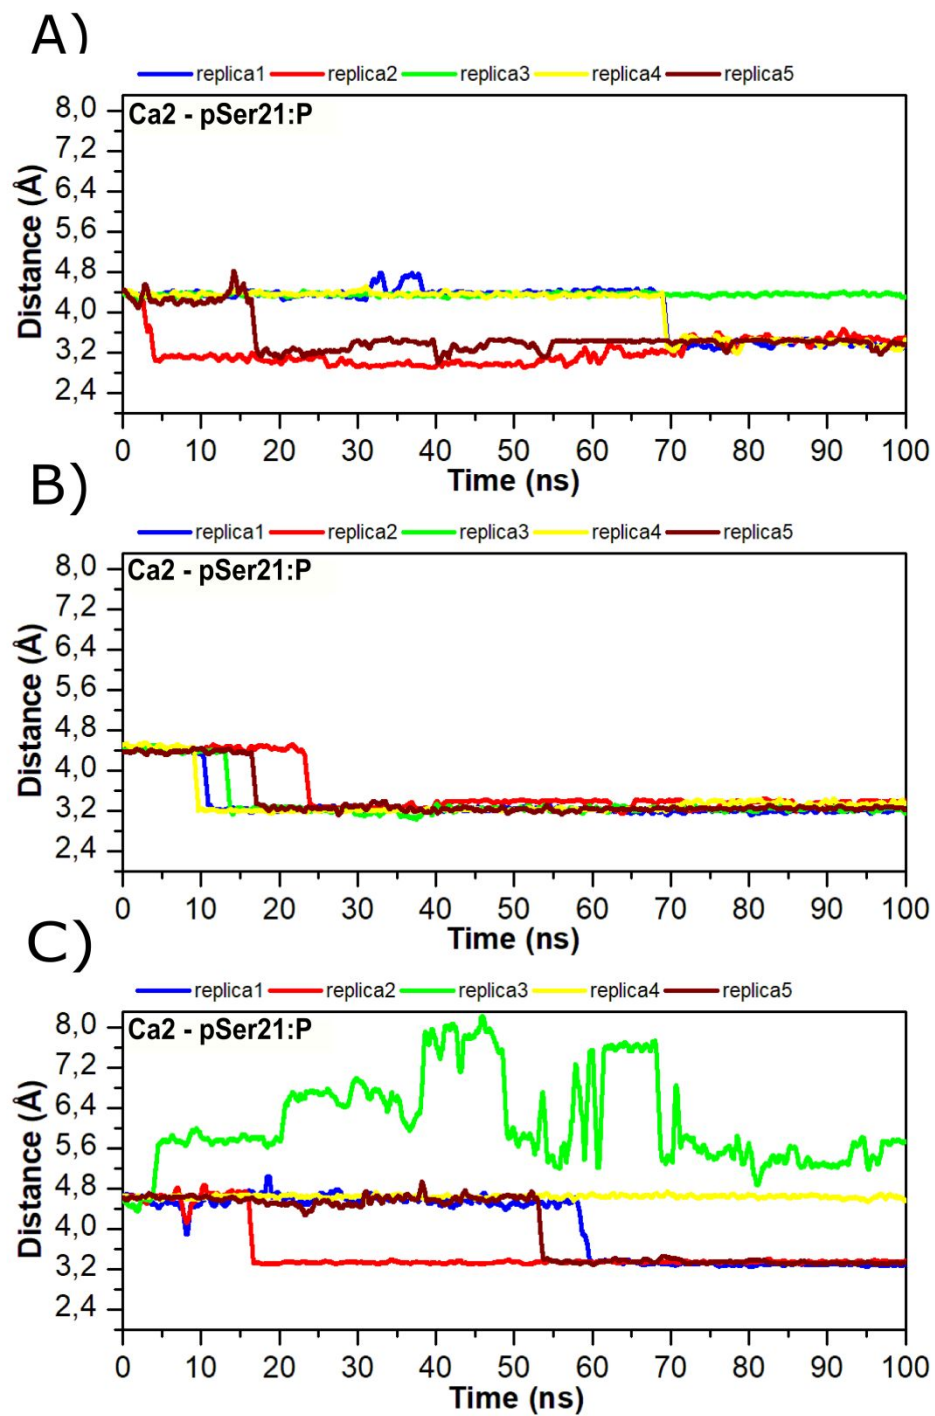 A)
replica1 replica2 replica3 replica4 replica5
Ca2 - pSer21:P
8,0
7,2
6,4
5,6
4,8
4,0
3,2
2,4
Distance (Å)
0 10 20 30 40 50 60 70 80 90 100
Time (ns)
B)
replica1 replica2 replica3 replica4 replica5
Ca2 - pSer21:P
8,0
7,2
6,4
5,6
4,8
4,0
3,2
2,4
Distance (Å)
0 10 20 30 40 50 60 70 80 90 100
Time (ns)
C)
replica1 replica2 replica3 replica4 replica5
Ca2 - pSer21:P
8,0
7,2
6,4
5,6
4,8
4,0
3,2
2,4
Distance (Å)
0 10 20 30 40 50 60 70 80 90 100
Time (ns)